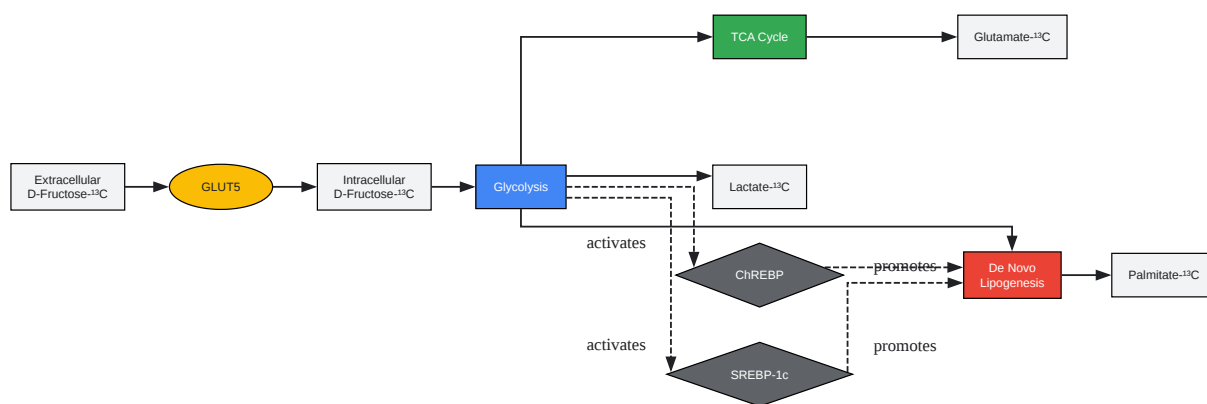 TCA Cycle
Glutamate-¹³C
Extracellular
D-Fructose-¹³C
GLUT5
Intracellular
D-Fructose-¹³C
Glycolysis
Lactate-¹³C
activates
ChREBP
promotes
De Novo
Lipogenesis
Palmitate-¹³C
activates
promotes
SREBP-1c